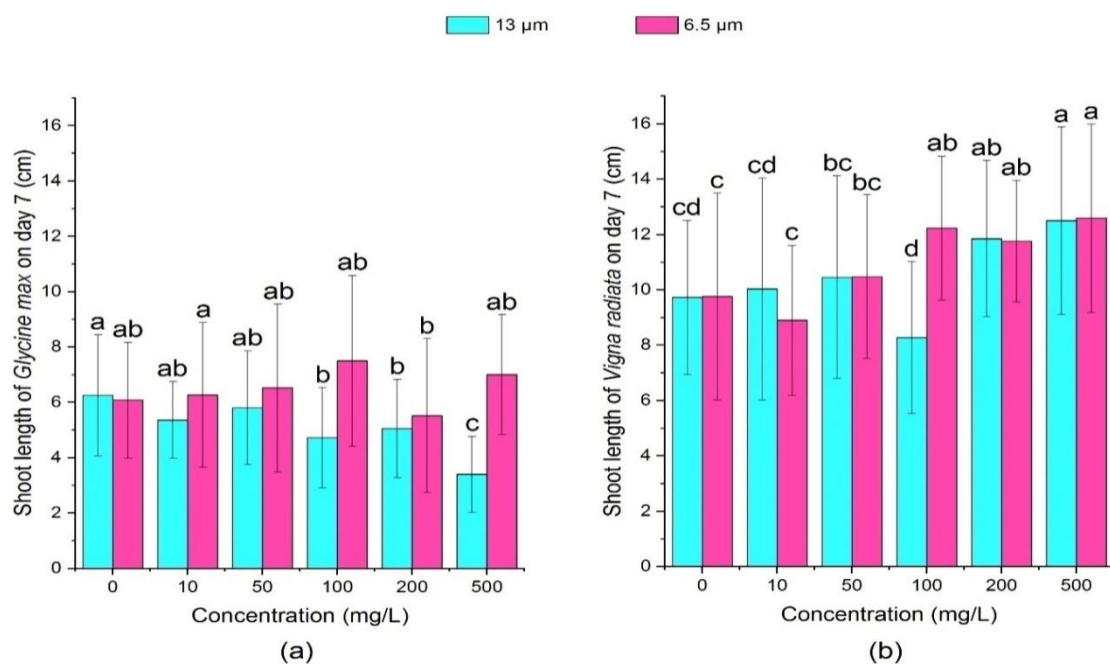 13 µm
6.5 µm
Shoot length of Glycine max on day 7 (cm)
16
14
12
10
8
6
4
2
0
a
ab
ab
a
ab
ab
b
ab
b
b
c
ab
0
10
50
100
200
500
Concentration (mg/L)
(a)
Shoot length of Vigna radiata on day 7 (cm)
16
14
12
10
8
6
4
2
0
cd
c
cd
c
bc
bc
d
ab
ab
ab
a
a
0
10
50
100
200
500
Concentration (mg/L)
(b)